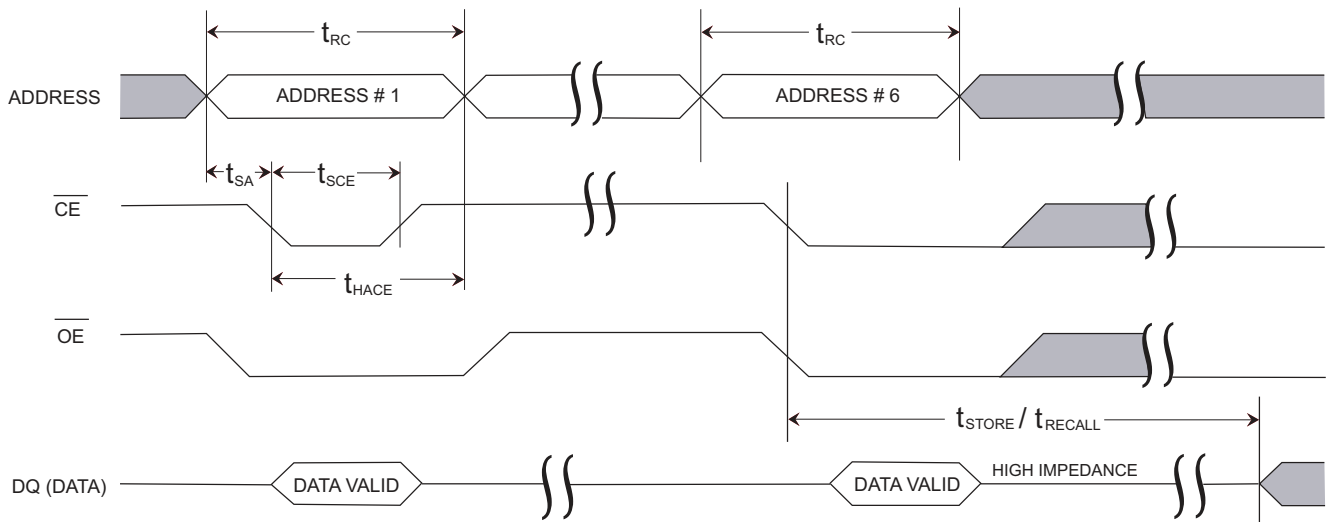 tRC tRC
ADDRESS ADDRESS # 1 ADDRESS # 6
tSA tSCE
CE
tHACE
OE
tSTORE / tRECALL
DQ (DATA) DATA VALID DATA VALID HIGH IMPEDANCE